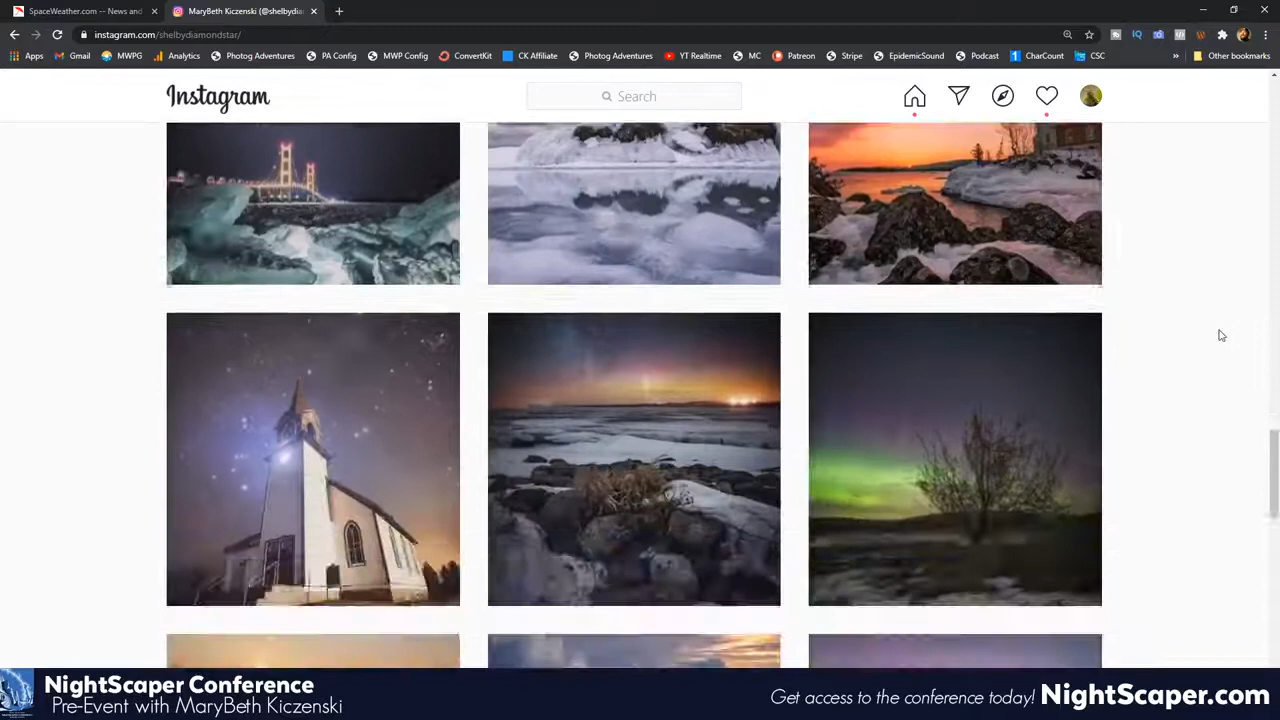 SpaceWeather.com -- News and
MaryBeth Kiczenski (@shelbydiam
instagram.com/shelbydiamondstar/
Apps
Gmail
MWPG
Analytics
Photog Adventures
PA Config
MWP Config
ConvertKit
CK Affiliate
Photog Adventures
YT Realtime
MC
Patreon
Stripe
EpidemicSound
Podcast
CharCount
CSC
»
Other bookmarks
Instagram
Search
NightScaper Conference
Pre-Event with MaryBeth Kiczenski
Get access to the conference today! NightScaper.com